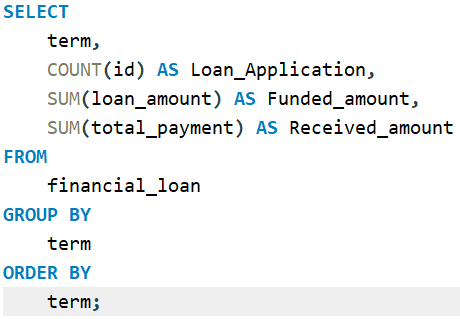 SELECT
term,
COUNT(id) AS Loan_Application,
SUM(loan_amount) AS Funded_amount,
SUM(total_payment) AS Received_amount
FROM
financial_loan
GROUP BY
term
ORDER BY
term;